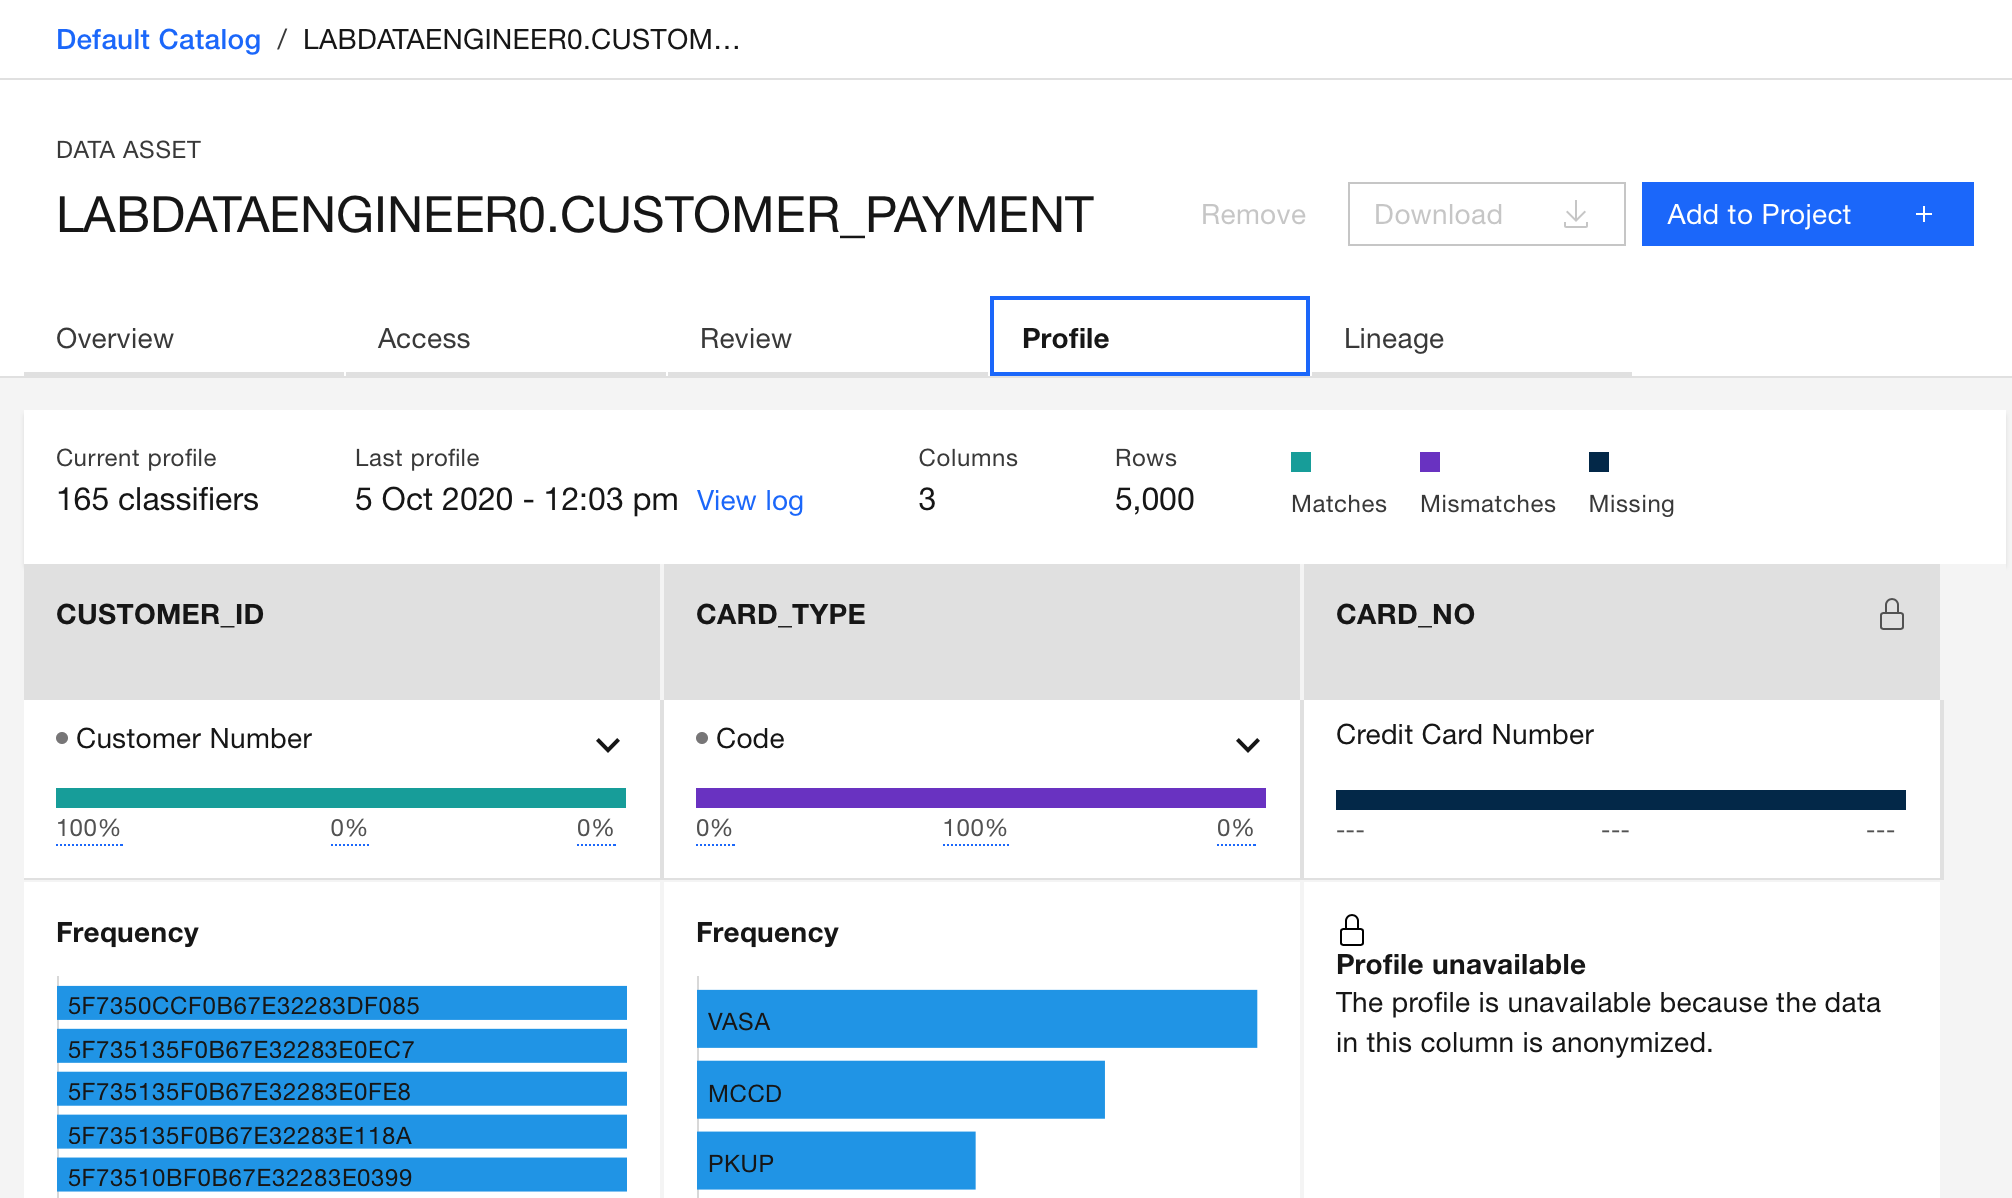 Default Catalog / LABDATAENGINEER0.CUSTOM...
DATA ASSET
LABDATAENGINEER0.CUSTOMER_PAYMENT
Remove Download Add to Project +
Overview Access Review Profile Lineage
Current profile Last profile Columns Rows
165 classifiers 5 Oct 2020 - 12:03 pm View log 3 5,000 Matches Mismatches Missing
CUSTOMER_ID CARD_TYPE CARD_NO
Customer Number Code Credit Card Number
100% 0% 0% 0% 100% 0% --- --- ---
Frequency
5F7350CCF0B67E32283DF085
5F735135F0B67E32283E0EC7
5F735135F0B67E32283E0FE8
5F735135F0B67E32283E118A
5F73510BF0B67E32283E0399
Frequency
VASA
MCCD
PKUP
Profile unavailable
The profile is unavailable because the data
in this column is anonymized.